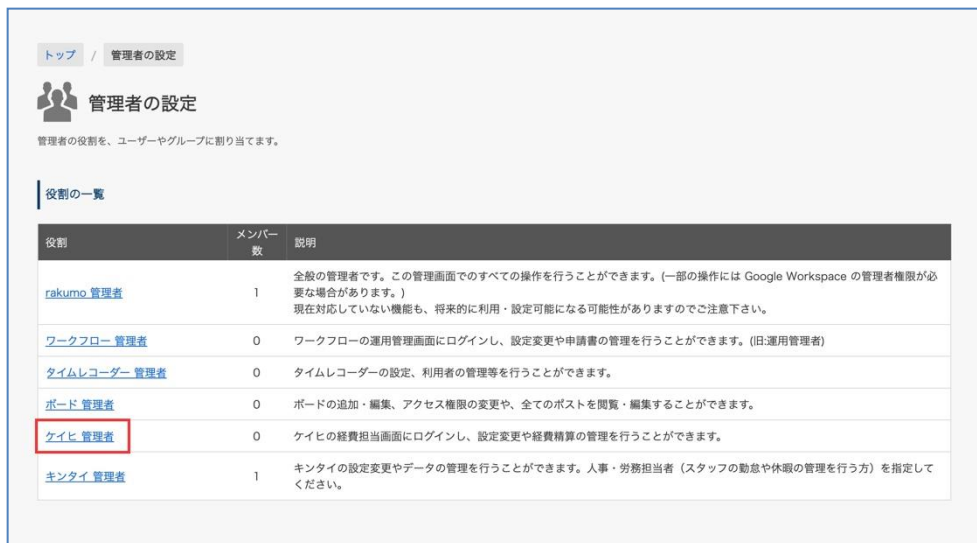 トップ / 管理者の設定
管理者の設定
管理者の役割を、ユーザーやグループに割り当てます。
役割の一覧
役割 メンバー数 説明
rakumo 管理者 1 全般の管理者です。この管理画面でのすべての操作を行うことができます。(一部の操作には Google Workspace の管理者権限が必
要な場合があります。)
現在対応していない機能も、将来的に利用・設定可能になる可能性がありますのでご注意下さい。
ワークフロー 管理者 0 ワークフローの運用管理画面にログインし、設定変更や申請書の管理を行うことができます。(旧:運用管理者)
タイムレコーダー 管理者 0 タイムレコーダーの設定、利用者の管理等を行うことができます。
ボード 管理者 0 ボードの追加・編集、アクセス権限の変更や、全てのポストを閲覧・編集することができます。
ケイヒ 管理者 0 ケイヒの経費担当画面にログインし、設定変更や経費精算の管理を行うことができます。
キンタイ 管理者 1 キンタイの設定変更やデータの管理を行うことができます。人事・労務担当者（スタッフの勤怠や休暇の管理を行う方）を指定して
ください。